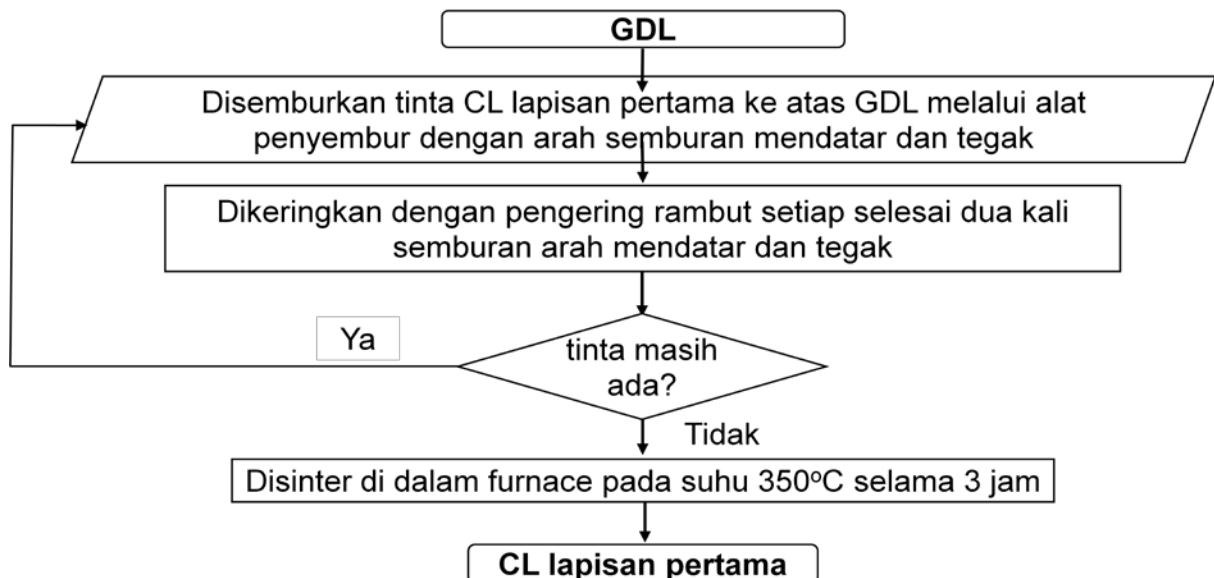 GDL
Disemburkan tinta CL lapisan pertama ke atas GDL melalui alat
penyembur dengan arah semburan mendatar dan tegak
Dikeringkan dengan pengering rambut setiap selesai dua kali
semburan arah mendatar dan tegak
Ya
tinta masih
ada?
Tidak
Disinter di dalam furnace pada suhu 350ºC selama 3 jam
CL lapisan pertama